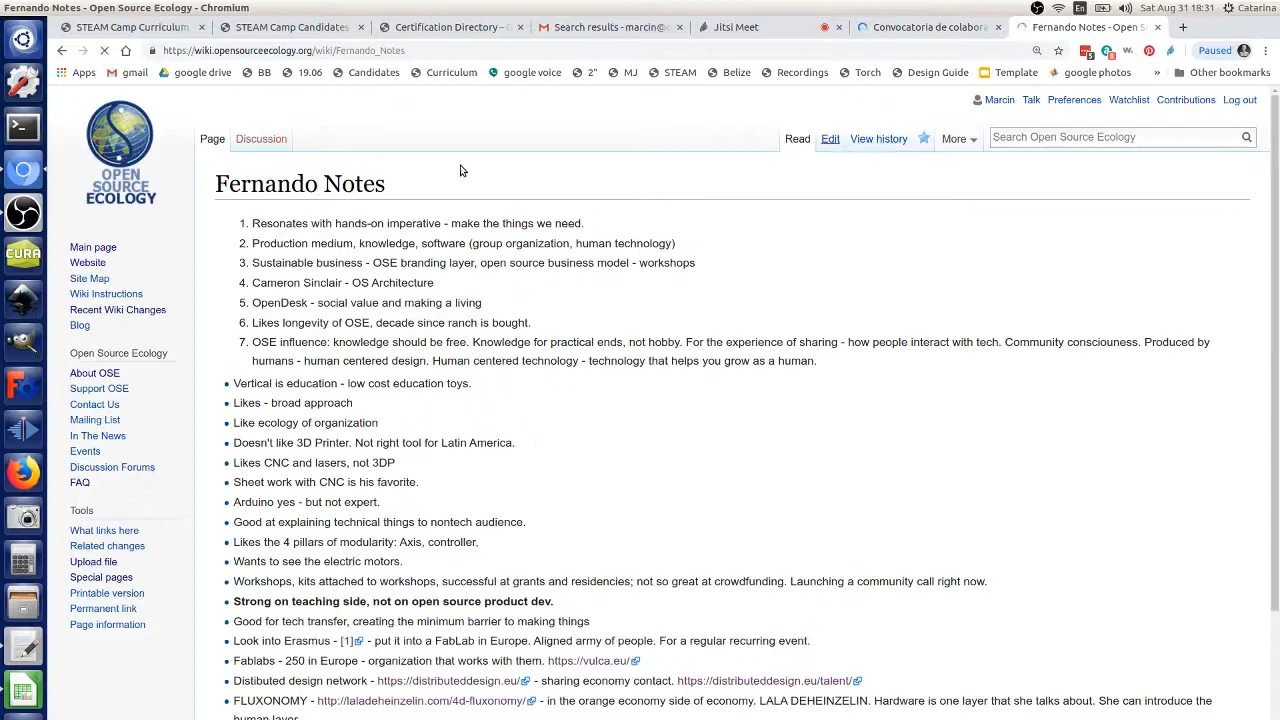 Fernando Notes - Open Source Ecology - Chromium
En
Sat Aug 31 18:31
Catarina
STEAM Camp Curriculum
STEAM Camp Candidates
Certification Directory – O
Search results - marcin@o
Jitsi Meet
Convocatoria de colabora
Fernando Notes - Open S
https://wiki.opensourceecology.org/wiki/Fernando_Notes
Paused
Apps
gmail
google drive
BB
19.06
Candidates
Curriculum
google voice
2"
MJ
STEAM
Belize
Recordings
Torch
Design Guide
Template
google photos
»
Other bookmarks
Marcin
Talk
Preferences
Watchlist
Contributions
Log out
Page
Discussion
Read
Edit
View history
More
Search Open Source Ecology
OPEN
SOURCE
ECOLOGY
Main page
Website
Site Map
Wiki Instructions
Recent Wiki Changes
Blog
Open Source Ecology
About OSE
Support OSE
Contact Us
Mailing List
In The News
Events
Discussion Forums
FAQ
Tools
What links here
Related changes
Upload file
Special pages
Printable version
Permanent link
Page information
CURA
Fernando Notes
1. Resonates with hands-on imperative - make the things we need.
2. Production medium, knowledge, software (group organization, human technology)
3. Sustainable business - OSE branding layer, open source business model - workshops
4. Cameron Sinclair - OS Architecture
5. OpenDesk - social value and making a living
6. Likes longevity of OSE, decade since ranch is bought.
7. OSE influence: knowledge should be free. Knowledge for practical ends, not hobby. For the experience of sharing - how people interact with tech. Community consciousness. Produced by
humans - human centered design. Human centered technology - technology that helps you grow as a human.
• Vertical is education - low cost education toys.
• Likes - broad approach
• Like ecology of organization
• Doesn't like 3D Printer. Not right tool for Latin America.
• Likes CNC and lasers, not 3DP
• Sheet work with CNC is his favorite.
• Arduino yes - but not expert.
• Good at explaining technical things to nontech audience.
• Likes the 4 pillars of modularity: Axis, controller,
• Wants to see the electric motors.
• Workshops, kits attached to workshops, successful at grants and residencies; not so great at crowdfunding. Launching a community call right now.
• Strong on teaching side, not on open source product dev.
• Good for tech transfer, creating the minimum barrier to making things
• Look into Erasmus - [1] - put it into a Fab Lab in Europe. Aligned army of people. For a regular recurring event.
• Fablabs - 250 in Europe - organization that works with them. https://vulca.eu/
• Distibuted design network - https://distributeddesign.eu/ - sharing economy contact. https://distributeddesign.eu/talent/
• FLUXONOMY - http://laladeheinzelin.com/4d-fluxonomy/ - in the orange economy side of economy. LALA DEHEINZELIN. Hardware is one layer that she talks about. She can introduce the
human layer.